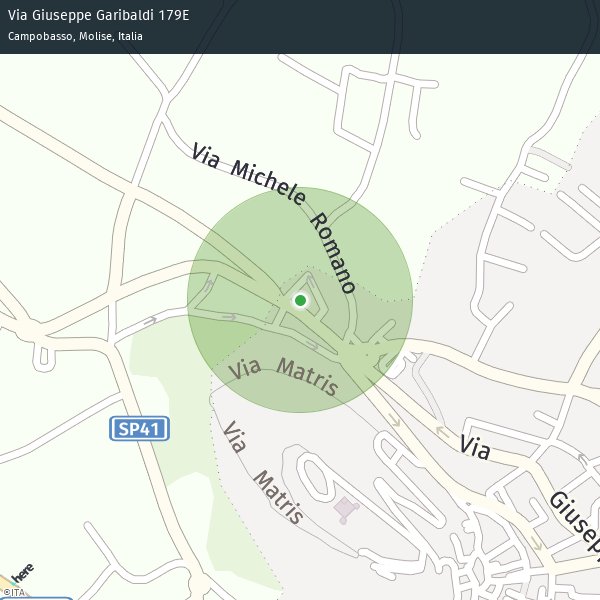 Via Giuseppe Garibaldi 179E
Campobasso, Molise, Italia
Via Michele Romano
Via Matris
SP41
Via Matris
Via Giusepp
here
©ITA